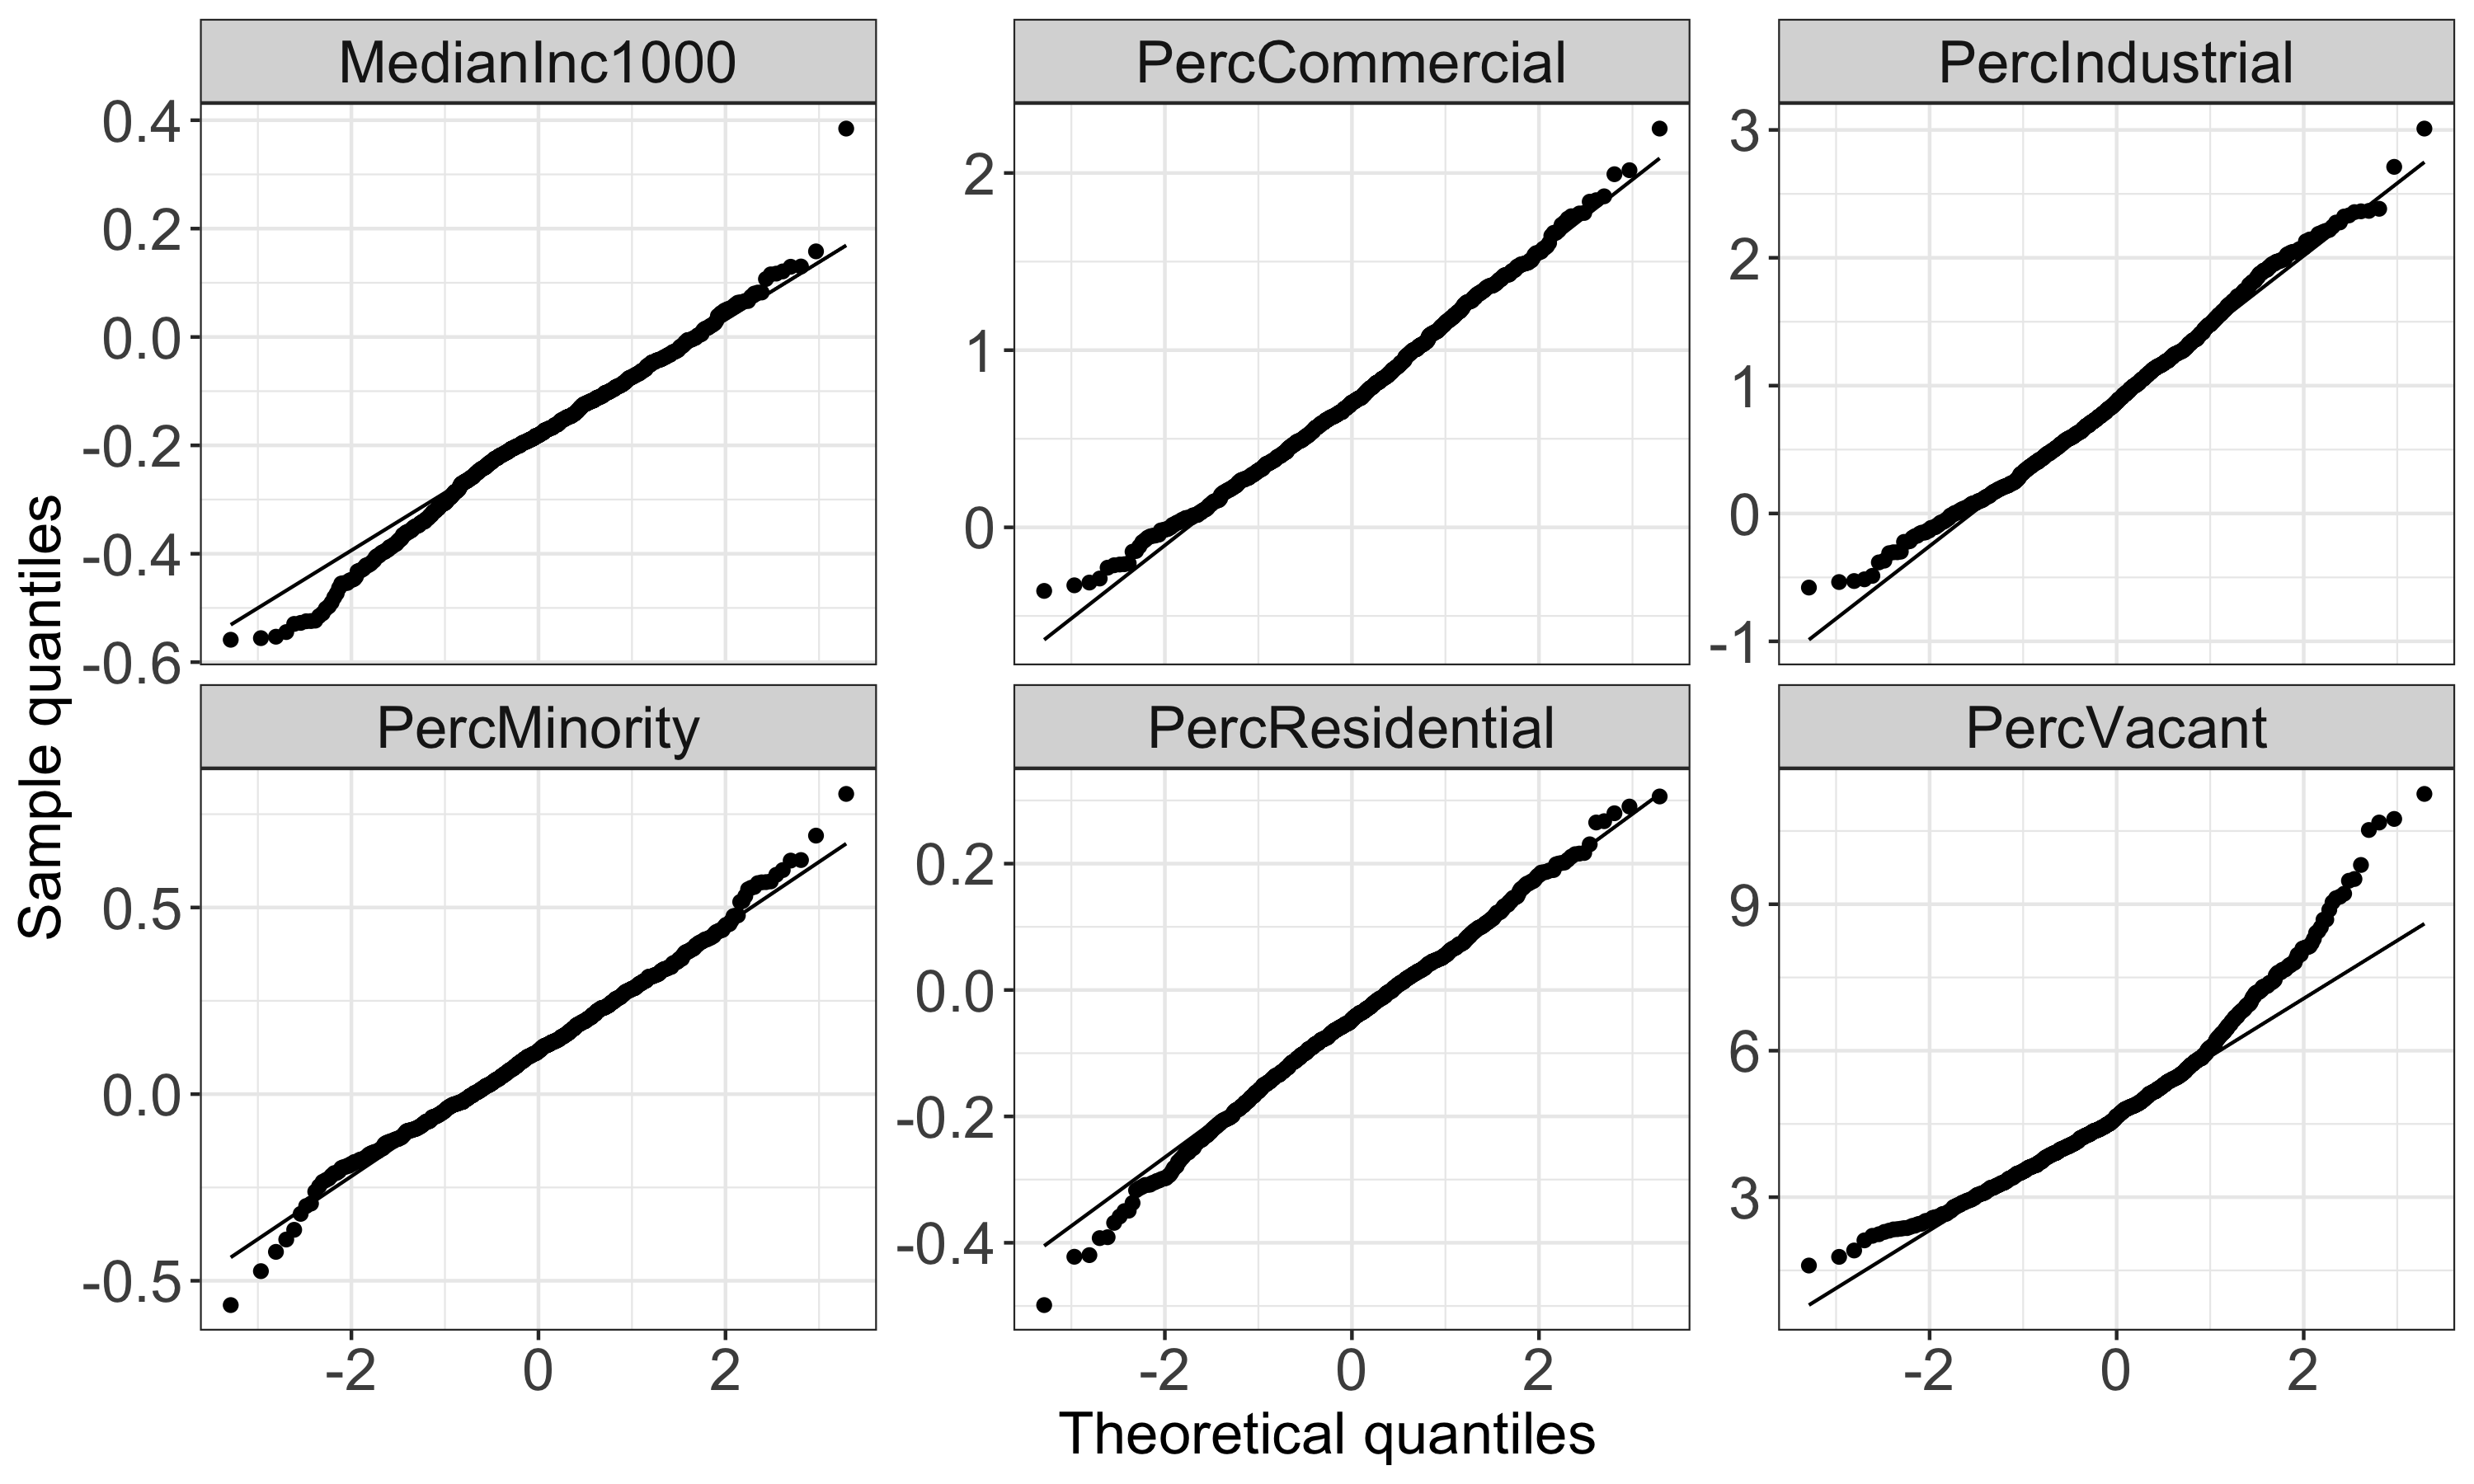 MedianInc1000
PercCommercial
PercIndustrial
0.4
0.2
0.0
-0.2
-0.4
-0.6
2
1
0
3
2
1
0
-1
PercMinority
PercResidential
PercVacant
0.5
0.0
-0.5
0.2
0.0
-0.2
-0.4
9
6
3
-2 0 2
-2 0 2
-2 0 2
Sample quantiles
Theoretical quantiles